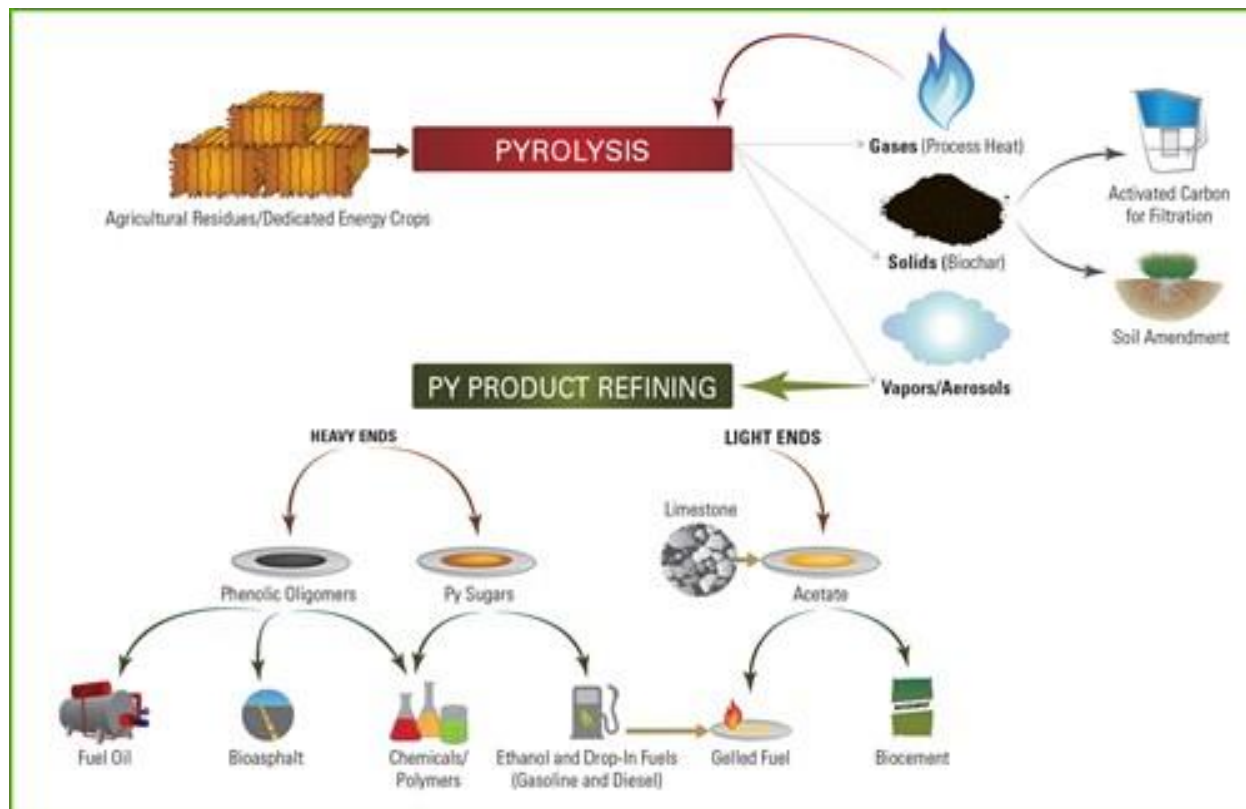 PYROLYSIS
Agricultural Residues/Dedicated Energy Crops
Gases (Process Heat)
Activated Carbon
for Filtration
Solids (Biochar)
Soil Amendment
PY PRODUCT REFINING
Vapors/Aerosols
HEAVY ENDS
LIGHT ENDS
Limestone
Phenolic Oligomers
Py Sugars
Acetate
Fuel Oil
Bioasphalt
Chemicals/
Polymers
Ethanol and Drop-In Fuels
(Gasoline and Diesel)
Gelled Fuel
Biocement